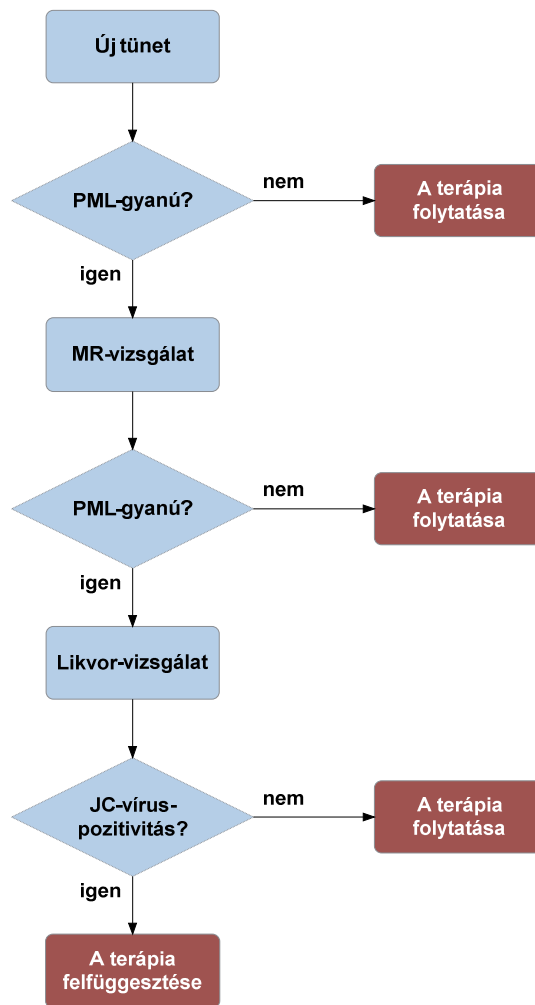 Új tünet
PML-gyanú?
nem
A terápia
folytatása
igen
MR-vizsgálat
PML-gyanú?
nem
A terápia
folytatása
igen
Likvor-vizsgálat
JC-vírus-
pozitivitás?
nem
A terápia
folytatása
igen
A terápia
felfüggesztése